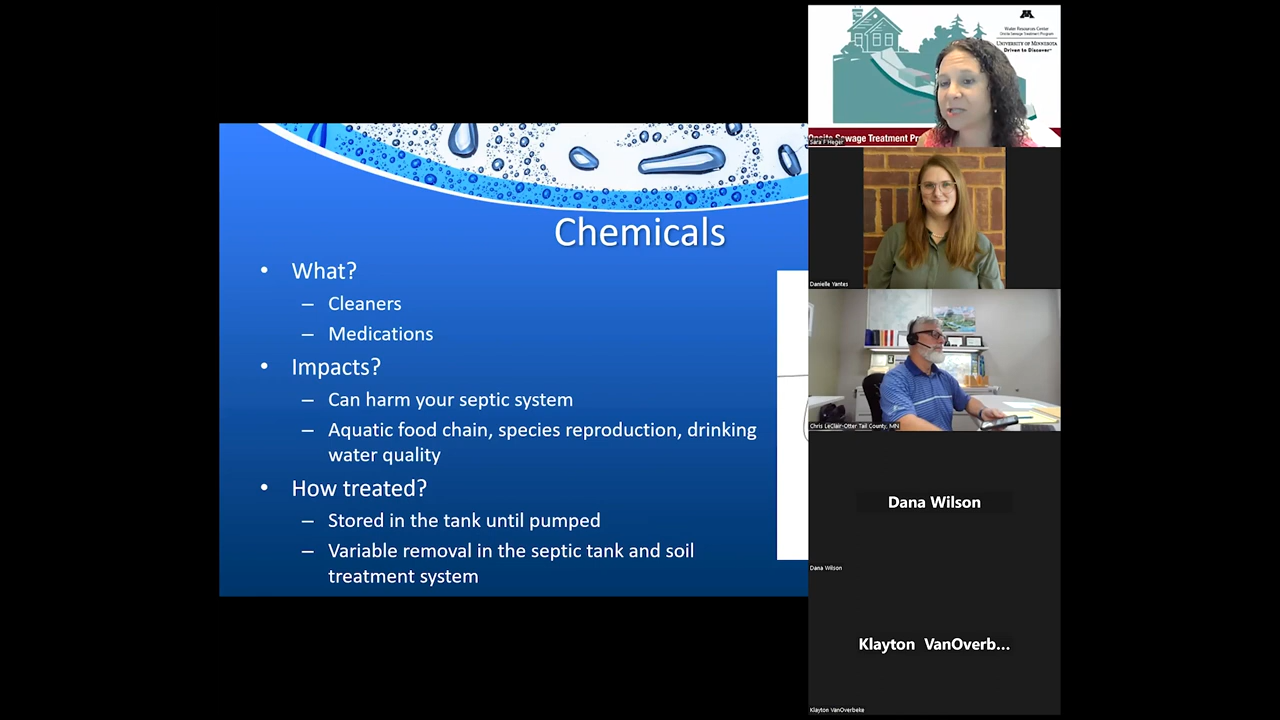 Chemicals
• What?
– Cleaners
– Medications
• Impacts?
– Can harm your septic system
– Aquatic food chain, species reproduction, drinking
water quality
• How treated?
– Stored in the tank until pumped
– Variable removal in the septic tank and soil
treatment system
Water Resources Center
Onsite Sewage Treatment Program
UNIVERSITY OF MINNESOTA
Driven to Discover
Onsite Sewage Treatment Pr
Sara F Heger
Danielle Yantes
Chris LeClair-Otter Tail County, MN
Dana Wilson
Dana Wilson
Klayton VanOverb...
Klayton VanOverbeke